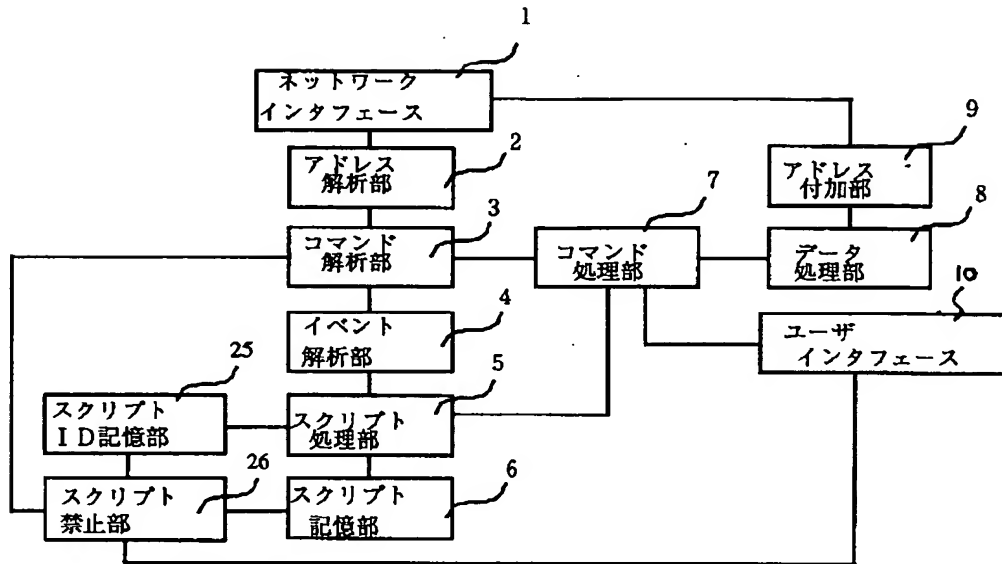 1
ネットワーク
インタフェース
2
アドレス
解析部
9
アドレス
付加部
3
コマンド
解析部
7
コマンド
処理部
8
データ
処理部
4
イベント
解析部
10
ユーザ
インタフェース
25
スクリプト
ID記憶部
5
スクリプト
処理部
26
スクリプト
禁止部
6
スクリプト
記憶部